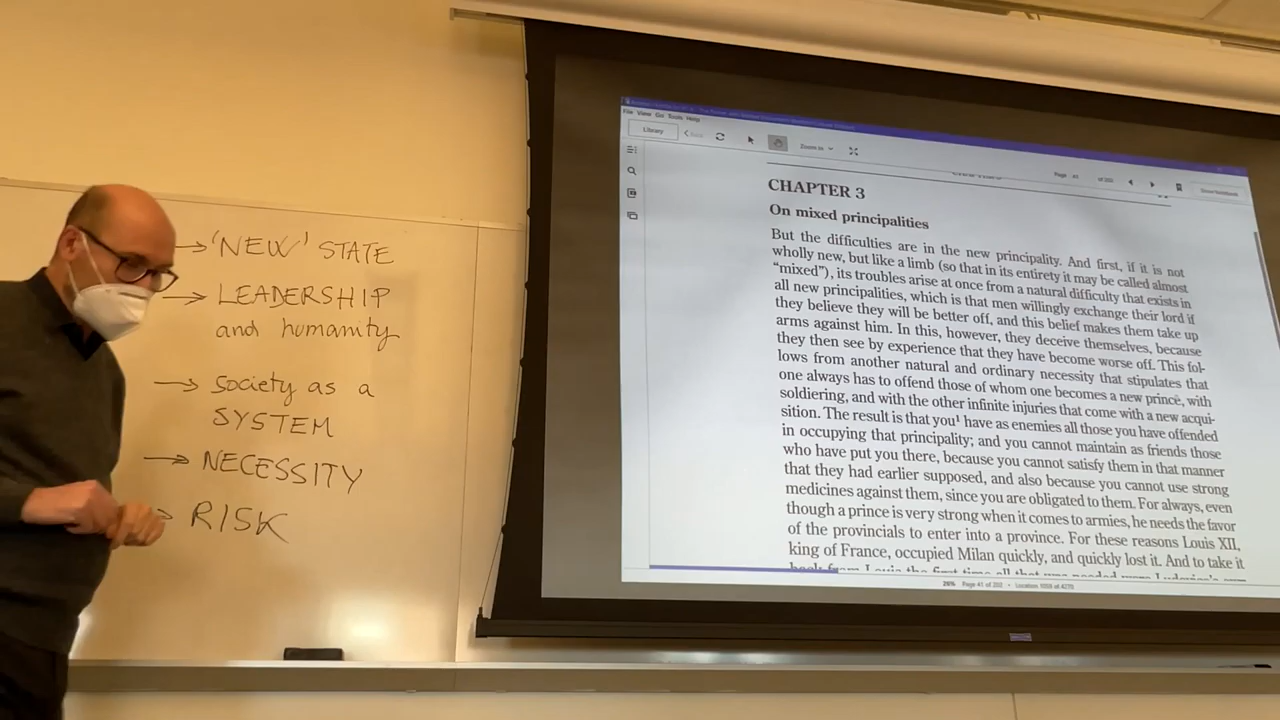 → 'NEW' STATE
→ LEADERSHIP
and humanity
→ society as a
SYSTEM
→ NECESSITY
→ RISK
File View Go Tools Help
Library
Zoom In
Page 41 of 202
CHAPTER 3
On mixed principalities
But the difficulties are in the new principality. And first, if it is not
wholly new, but like a limb (so that in its entirety it may be called almost
“mixed”), its troubles arise at once from a natural difficulty that exists in
all new principalities, which is that men willingly exchange their lord if
they believe they will be better off, and this belief makes them take up
arms against him. In this, however, they deceive themselves, because
they then see by experience that they have become worse off. This fol-
lows from another natural and ordinary necessity that stipulates that
one always has to offend those of whom one becomes a new prince, with
soldiering, and with the other infinite injuries that come with a new acqui-
sition. The result is that you¹ have as enemies all those you have offended
in occupying that principality; and you cannot maintain as friends those
who have put you there, because you cannot satisfy them in that manner
that they had earlier supposed, and also because you cannot use strong
medicines against them, since you are obligated to them. For always, even
though a prince is very strong when it comes to armies, he needs the favor
of the provincials to enter into a province. For these reasons Louis XII,
king of France, occupied Milan quickly, and quickly lost it. And to take it